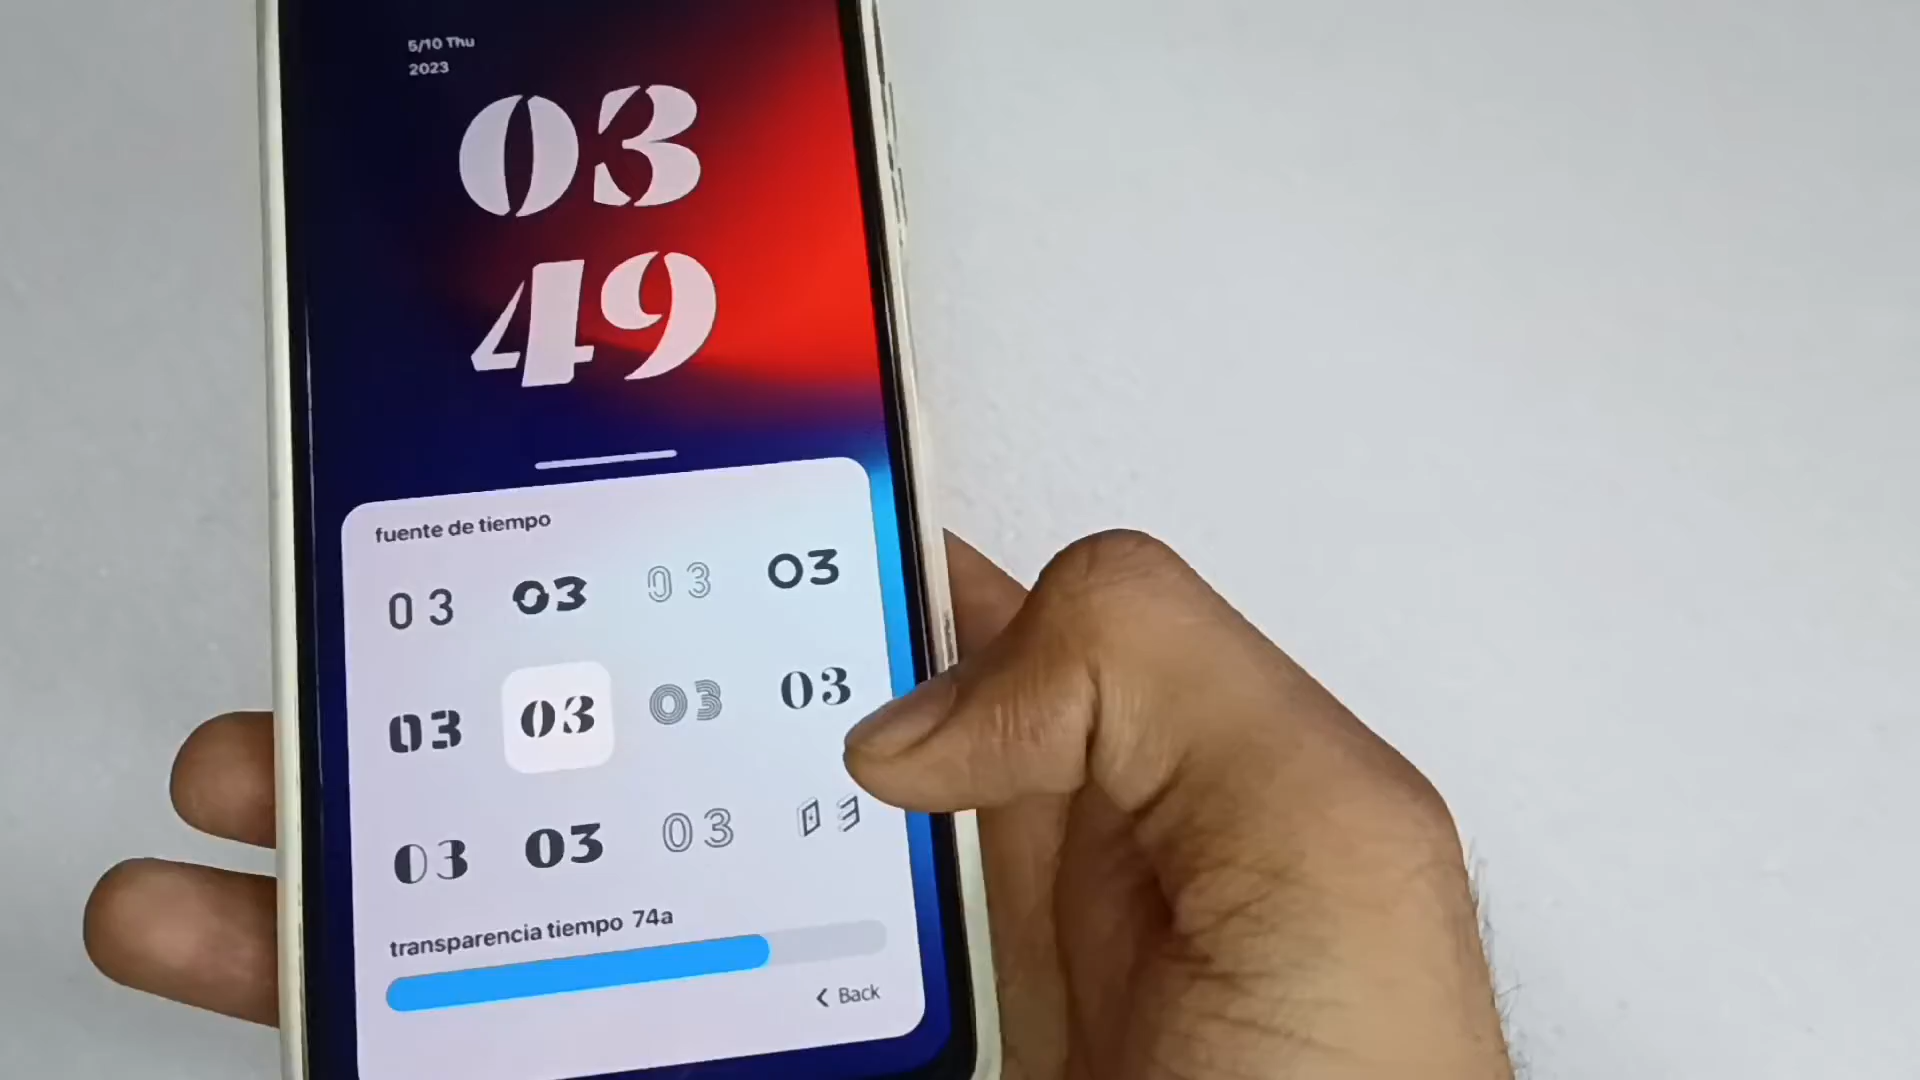 5/10 Thu
2023
03
49
fuente de tiempo
03 03 03 03
03 03 03 03
03 03 03 03
transparencia tiempo 74a
Back